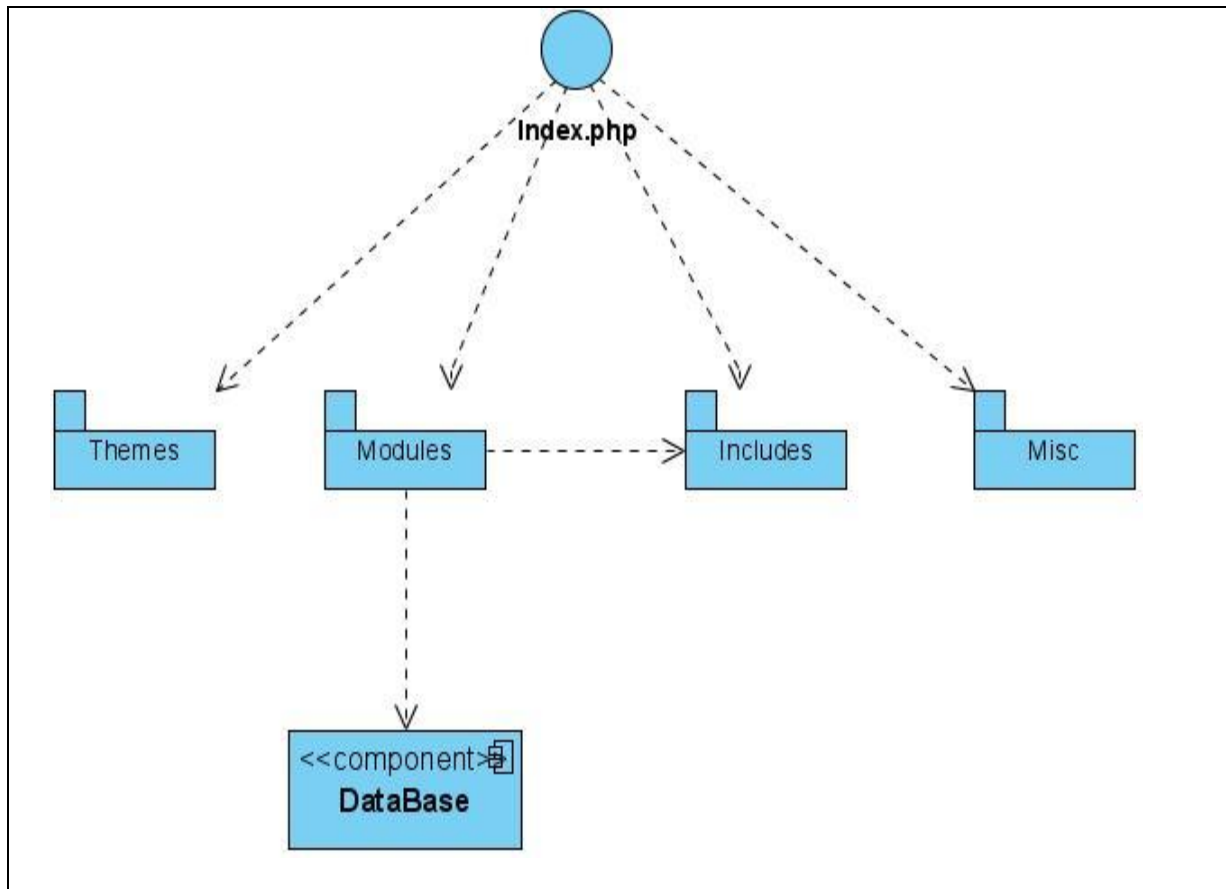 Index.php
Themes
Modules
Includes
Misc
<<component>>
DataBase